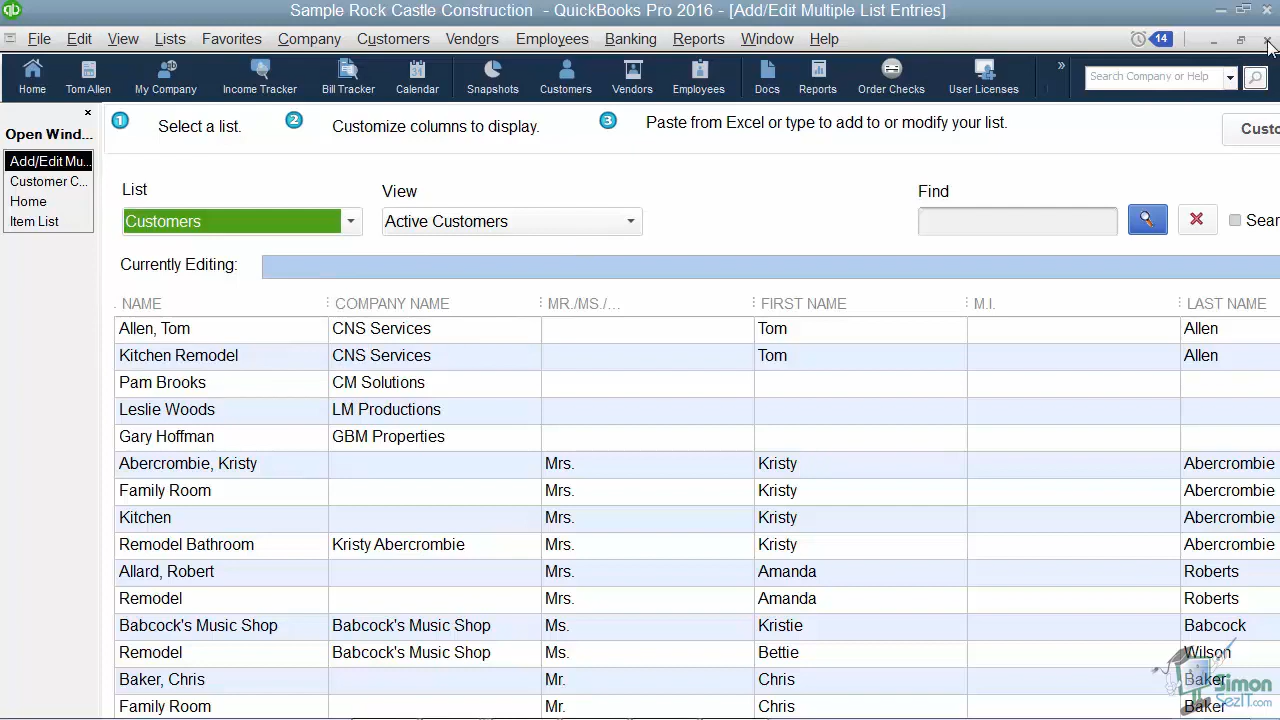 Sample Rock Castle Construction - QuickBooks Pro 2016 - [Add/Edit Multiple List Entries]
File Edit View Lists Favorites Company Customers Vendors Employees Banking Reports Window Help 14
Home Tom Allen My Company Income Tracker Bill Tracker Calendar Snapshots Customers Vendors Employees Docs Reports Order Checks User Licenses » Search Company or Help
1 Select a list. 2 Customize columns to display. 3 Paste from Excel or type to add to or modify your list. Custo
Open Wind...
Add/Edit Mu...
Customer C...
Home
Item List
List View Find
Customers Active Customers Sear
Currently Editing:
NAME COMPANY NAME MR./MS./... FIRST NAME M.I. LAST NAME
Allen, Tom CNS Services Tom Allen
Kitchen Remodel CNS Services Tom Allen
Pam Brooks CM Solutions
Leslie Woods LM Productions
Gary Hoffman GBM Properties
Abercrombie, Kristy Mrs. Kristy Abercrombie
Family Room Mrs. Kristy Abercrombie
Kitchen Mrs. Kristy Abercrombie
Remodel Bathroom Kristy Abercrombie Mrs. Kristy Abercrombie
Allard, Robert Mrs. Amanda Roberts
Remodel Mrs. Amanda Roberts
Babcock's Music Shop Babcock's Music Shop Ms. Kristie Babcock
Remodel Babcock's Music Shop Ms. Bettie Wilson
Baker, Chris Mr. Chris Baker
Family Room Mr. Chris Baker
Simon
SezIT.com